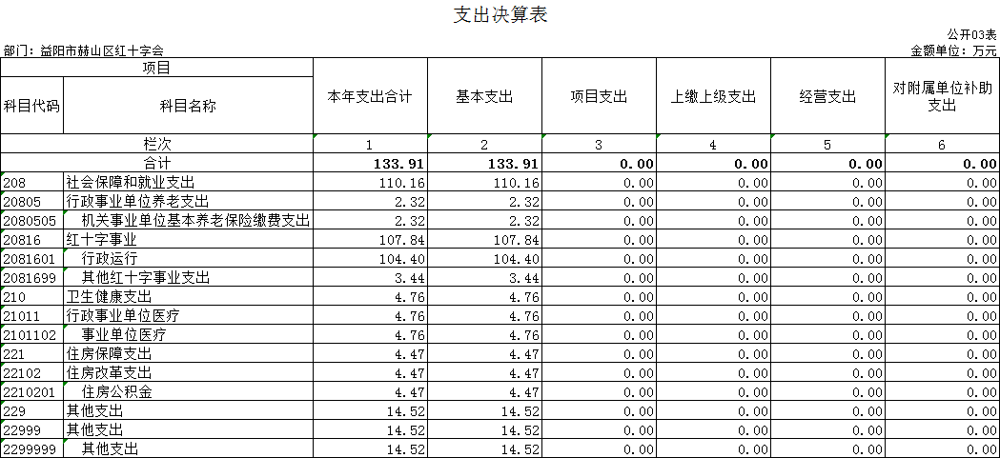 支出决算表
公开03表
部门：益阳市赫山区红十字会 金额单位：万元
项目 本年支出合计 基本支出 项目支出 上缴上级支出 经营支出 对附属单位补助支出
科目代码 科目名称
栏次 1 2 3 4 5 6
合计 133.91 133.91 0.00 0.00 0.00 0.00
208 社会保障和就业支出 110.16 110.16 0.00 0.00 0.00 0.00
20805 行政事业单位养老支出 2.32 2.32 0.00 0.00 0.00 0.00
2080505 机关事业单位基本养老保险缴费支出 2.32 2.32 0.00 0.00 0.00 0.00
20816 红十字事业 107.84 107.84 0.00 0.00 0.00 0.00
2081601 行政运行 104.40 104.40 0.00 0.00 0.00 0.00
2081699 其他红十字事业支出 3.44 3.44 0.00 0.00 0.00 0.00
210 卫生健康支出 4.76 4.76 0.00 0.00 0.00 0.00
21011 行政事业单位医疗 4.76 4.76 0.00 0.00 0.00 0.00
2101102 事业单位医疗 4.76 4.76 0.00 0.00 0.00 0.00
221 住房保障支出 4.47 4.47 0.00 0.00 0.00 0.00
22102 住房改革支出 4.47 4.47 0.00 0.00 0.00 0.00
2210201 住房公积金 4.47 4.47 0.00 0.00 0.00 0.00
229 其他支出 14.52 14.52 0.00 0.00 0.00 0.00
22999 其他支出 14.52 14.52 0.00 0.00 0.00 0.00
2299999 其他支出 14.52 14.52 0.00 0.00 0.00 0.00